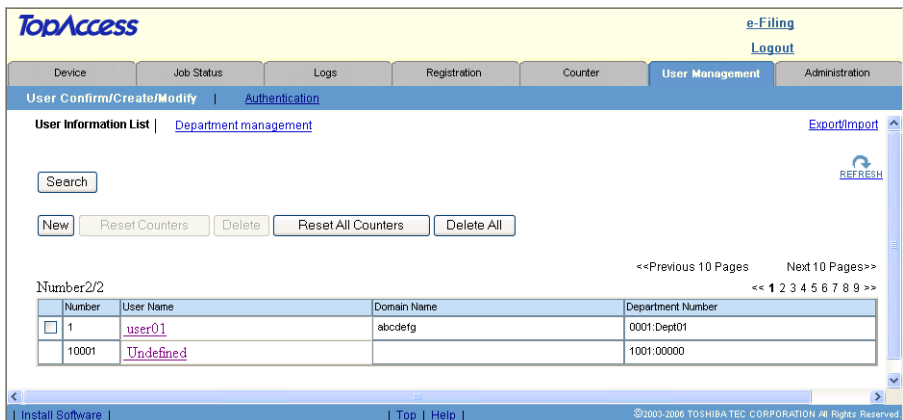 TopAccess
e-Filing
Logout
Device Job Status Logs Registration Counter User Management Administration
User Confirm/Create/Modify | Authentication
User Information List | Department management Export/Import
REFRESH
Search
New Reset Counters Delete Reset All Counters Delete All
<<Previous 10 Pages Next 10 Pages>>
Number2/2 << 1 2 3 4 5 6 7 8 9 >>
Number User Name Domain Name Department Number
1 user01 abcdefg 0001:Dept01
10001 Undefined 1001:00000
| Install Software | | Top | Help | ©2003-2006 TOSHIBA TEC CORPORATION All Rights Reserved.